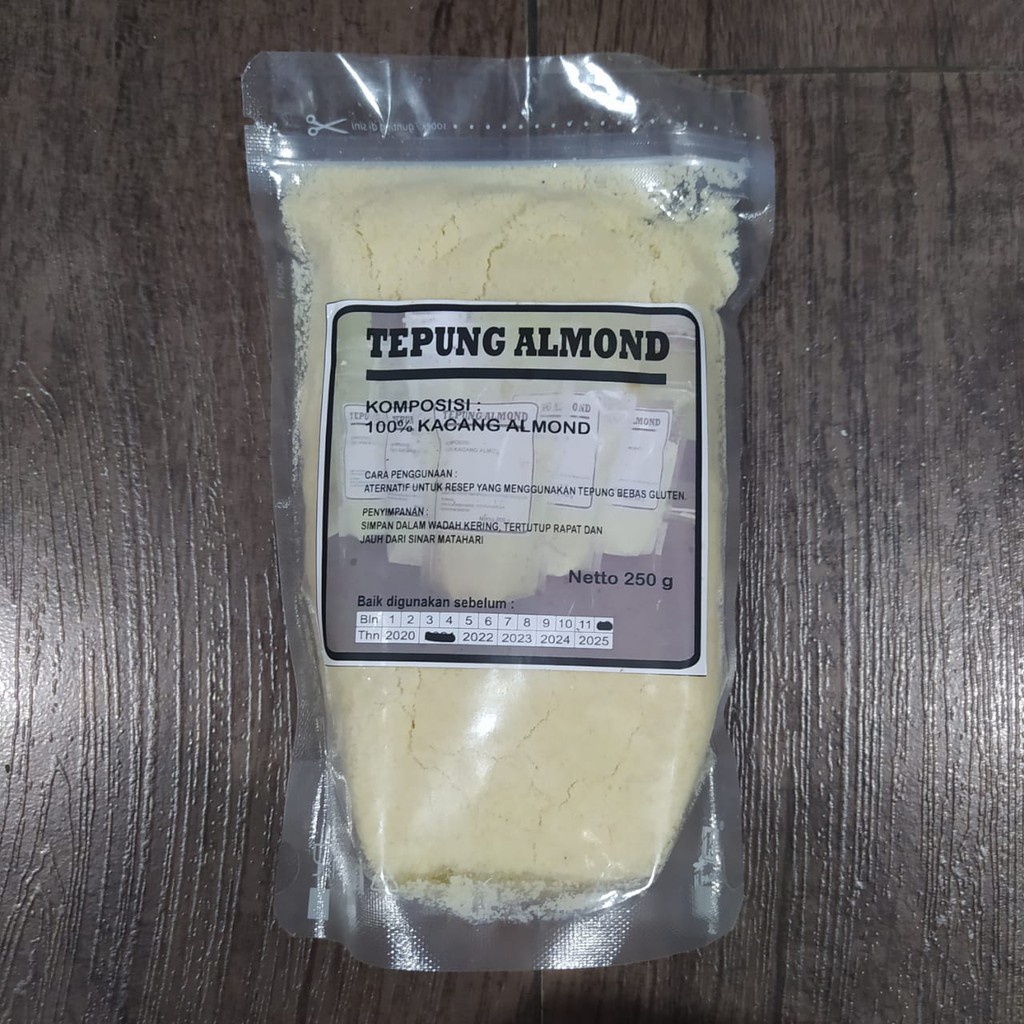 TEPUNG ALMOND
KOMPOSISI :
100% KACANG ALMOND
CARA PENGGUNAAN :
ATERNATIF UNTUK RESEP YANG MENGGUNAKAN TEPUNG BEBAS GLUTEN.
PENYIMPANAN :
SIMPAN DALAM WADAH KERING, TERTUTUP RAPAT DAN
JAUH DARI SINAR MATAHARI
Netto 250 g
Baik digunakan sebelum :
Bln 1 2 3 4 5 6 7 8 9 10 11
Thn 2020 2022 2023 2024 2025